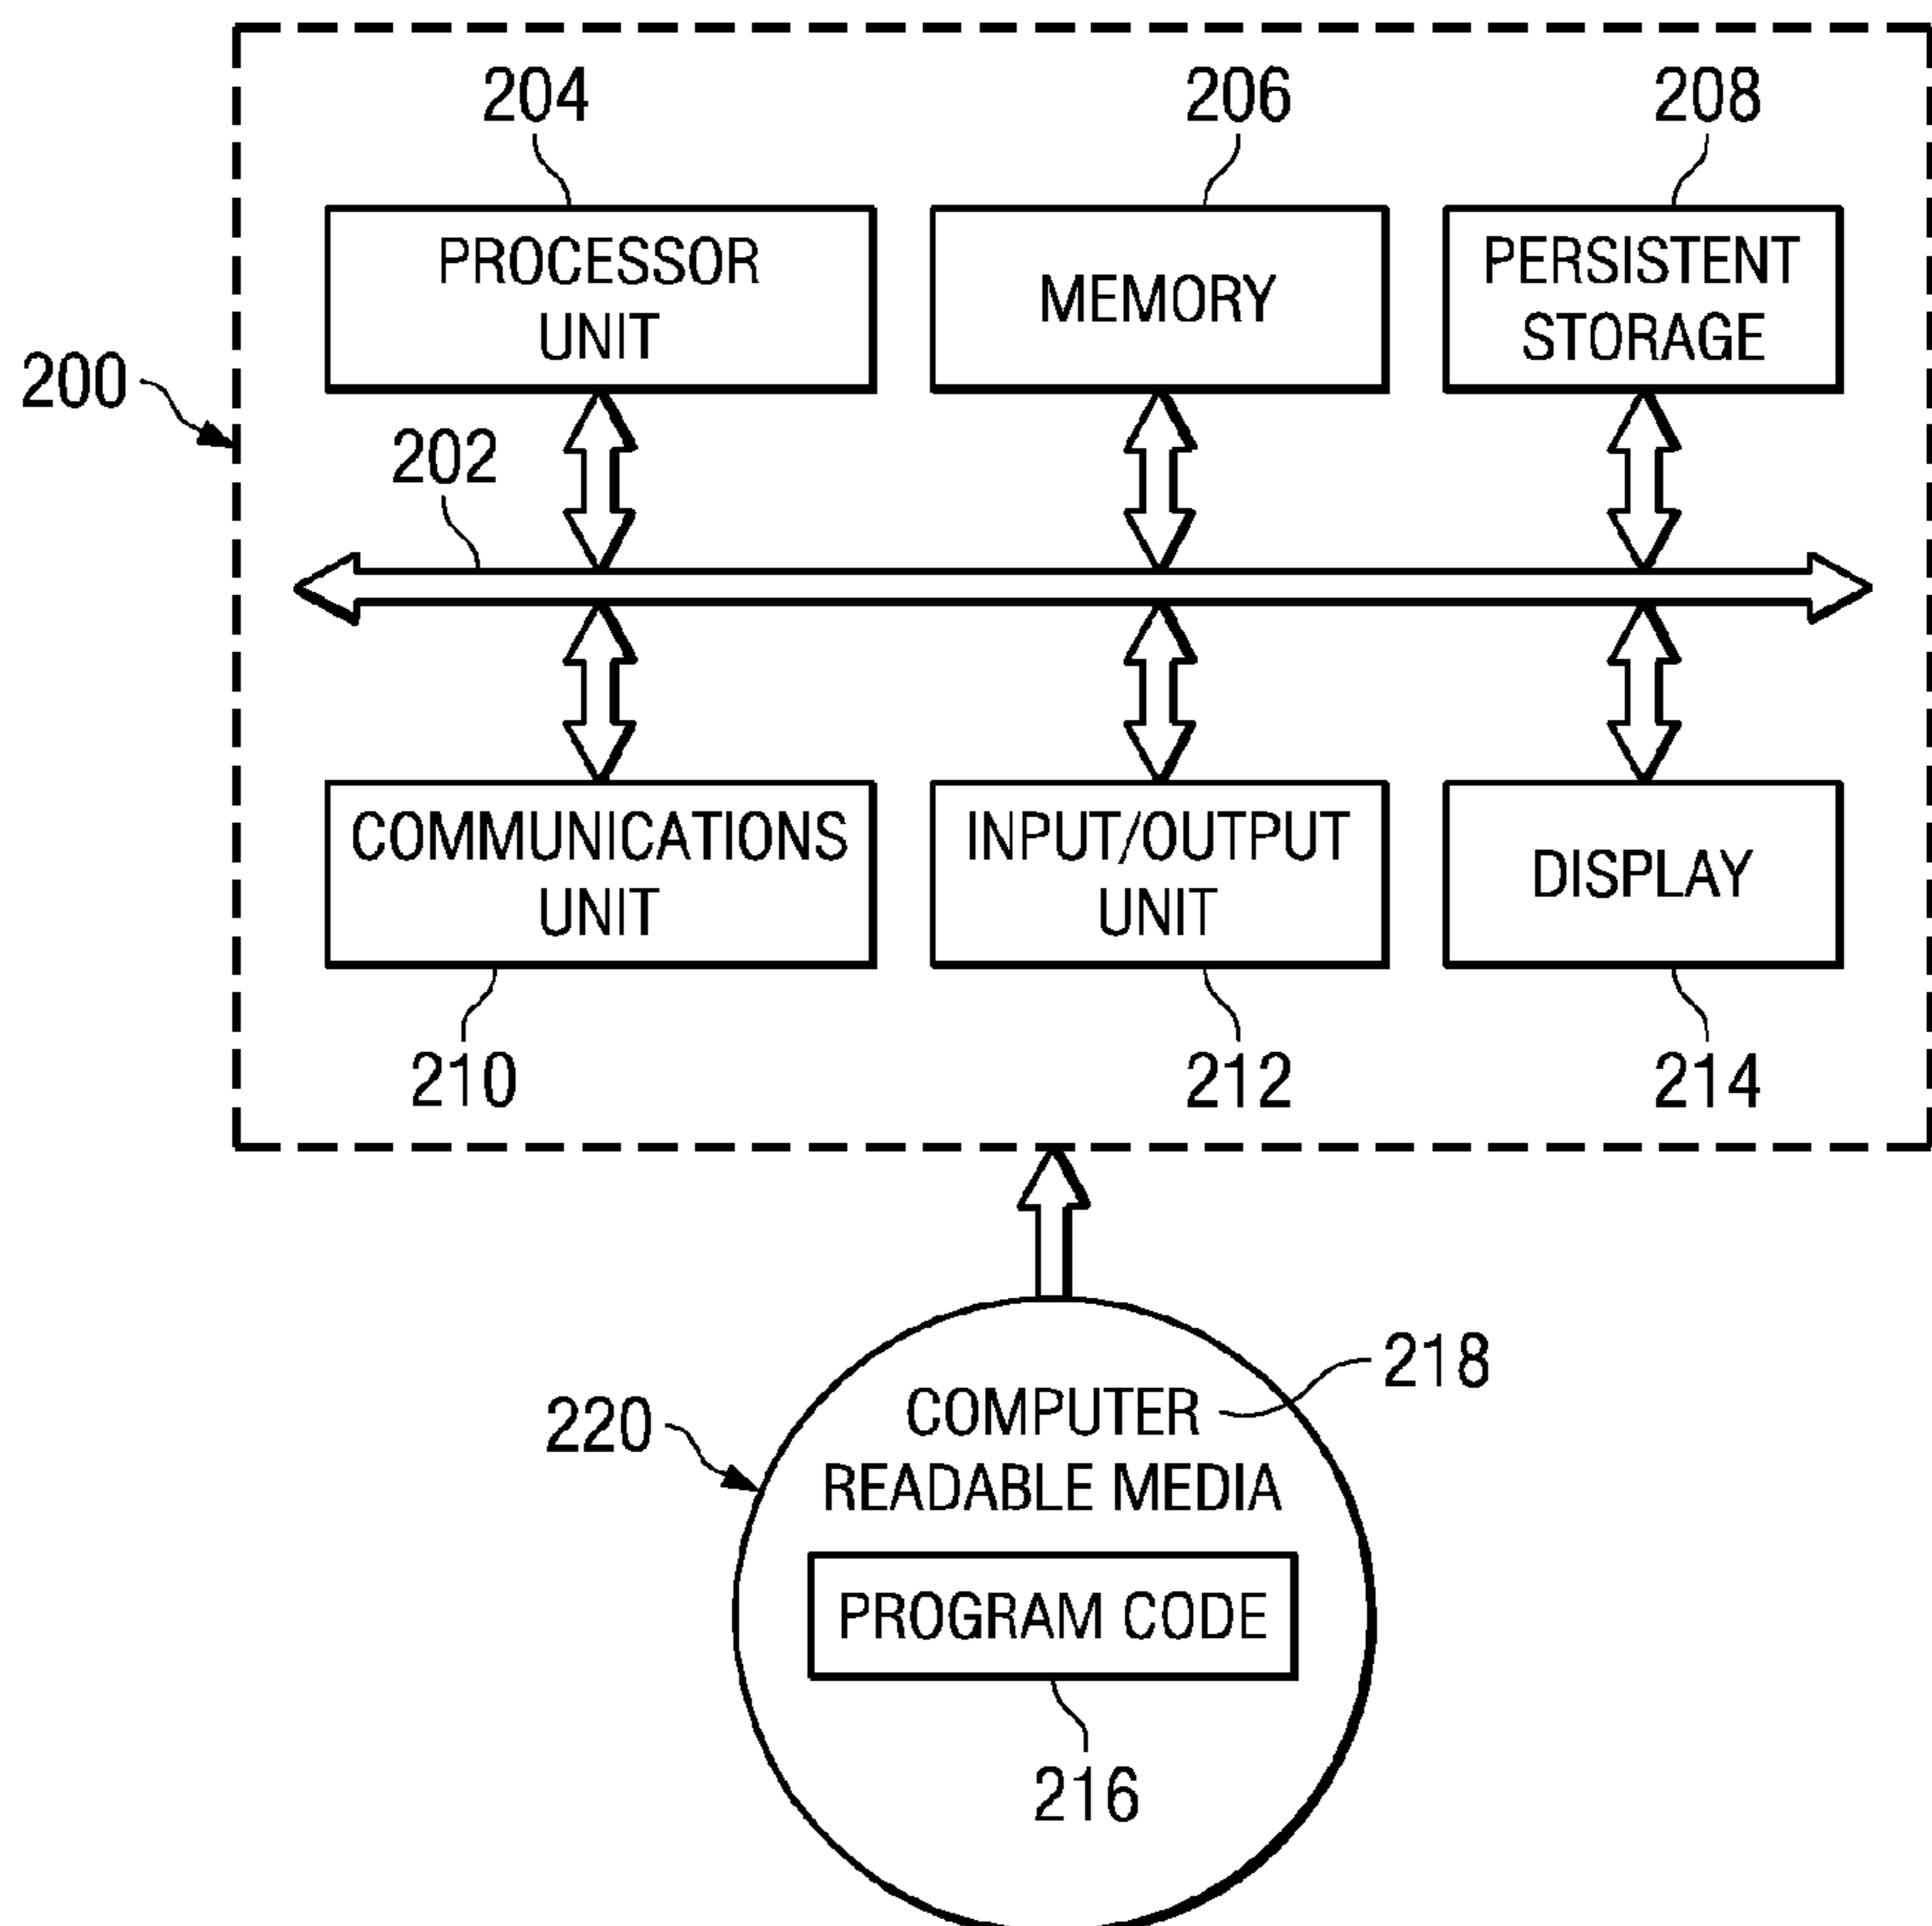 204
206
208
PROCESSOR
UNIT
MEMORY
PERSISTENT
STORAGE
200
202
COMMUNICATIONS
UNIT
INPUT/OUTPUT
UNIT
DISPLAY
210
212
214
218
220
COMPUTER
READABLE MEDIA
PROGRAM CODE
216